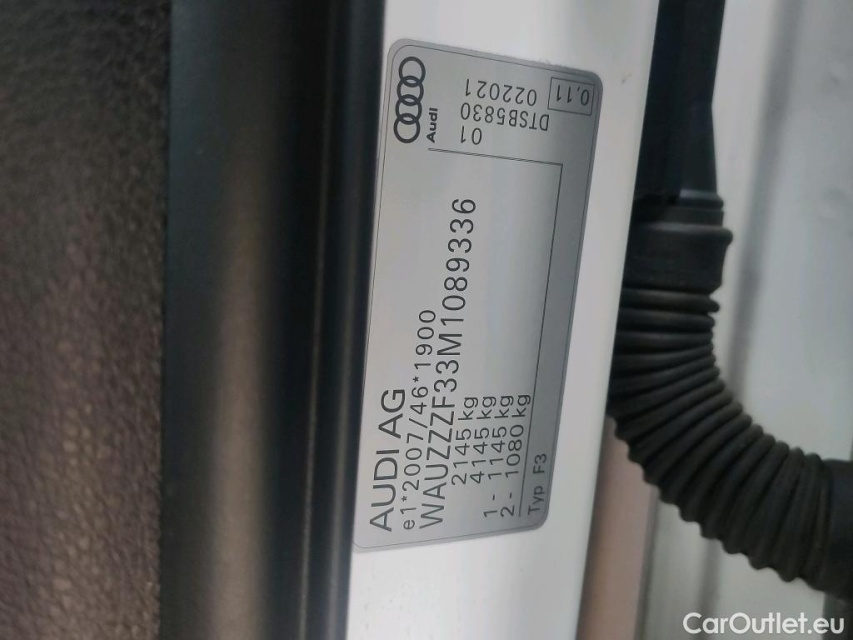 AUDI AG
e1*2007/46*1900
WAUZZZF33M1089336
2145 kg
4145 kg
1- 1145 kg
2- 1080 kg
Typ F3
Audi
01
022021
DTSB5830
0.11
CarOutlet.eu